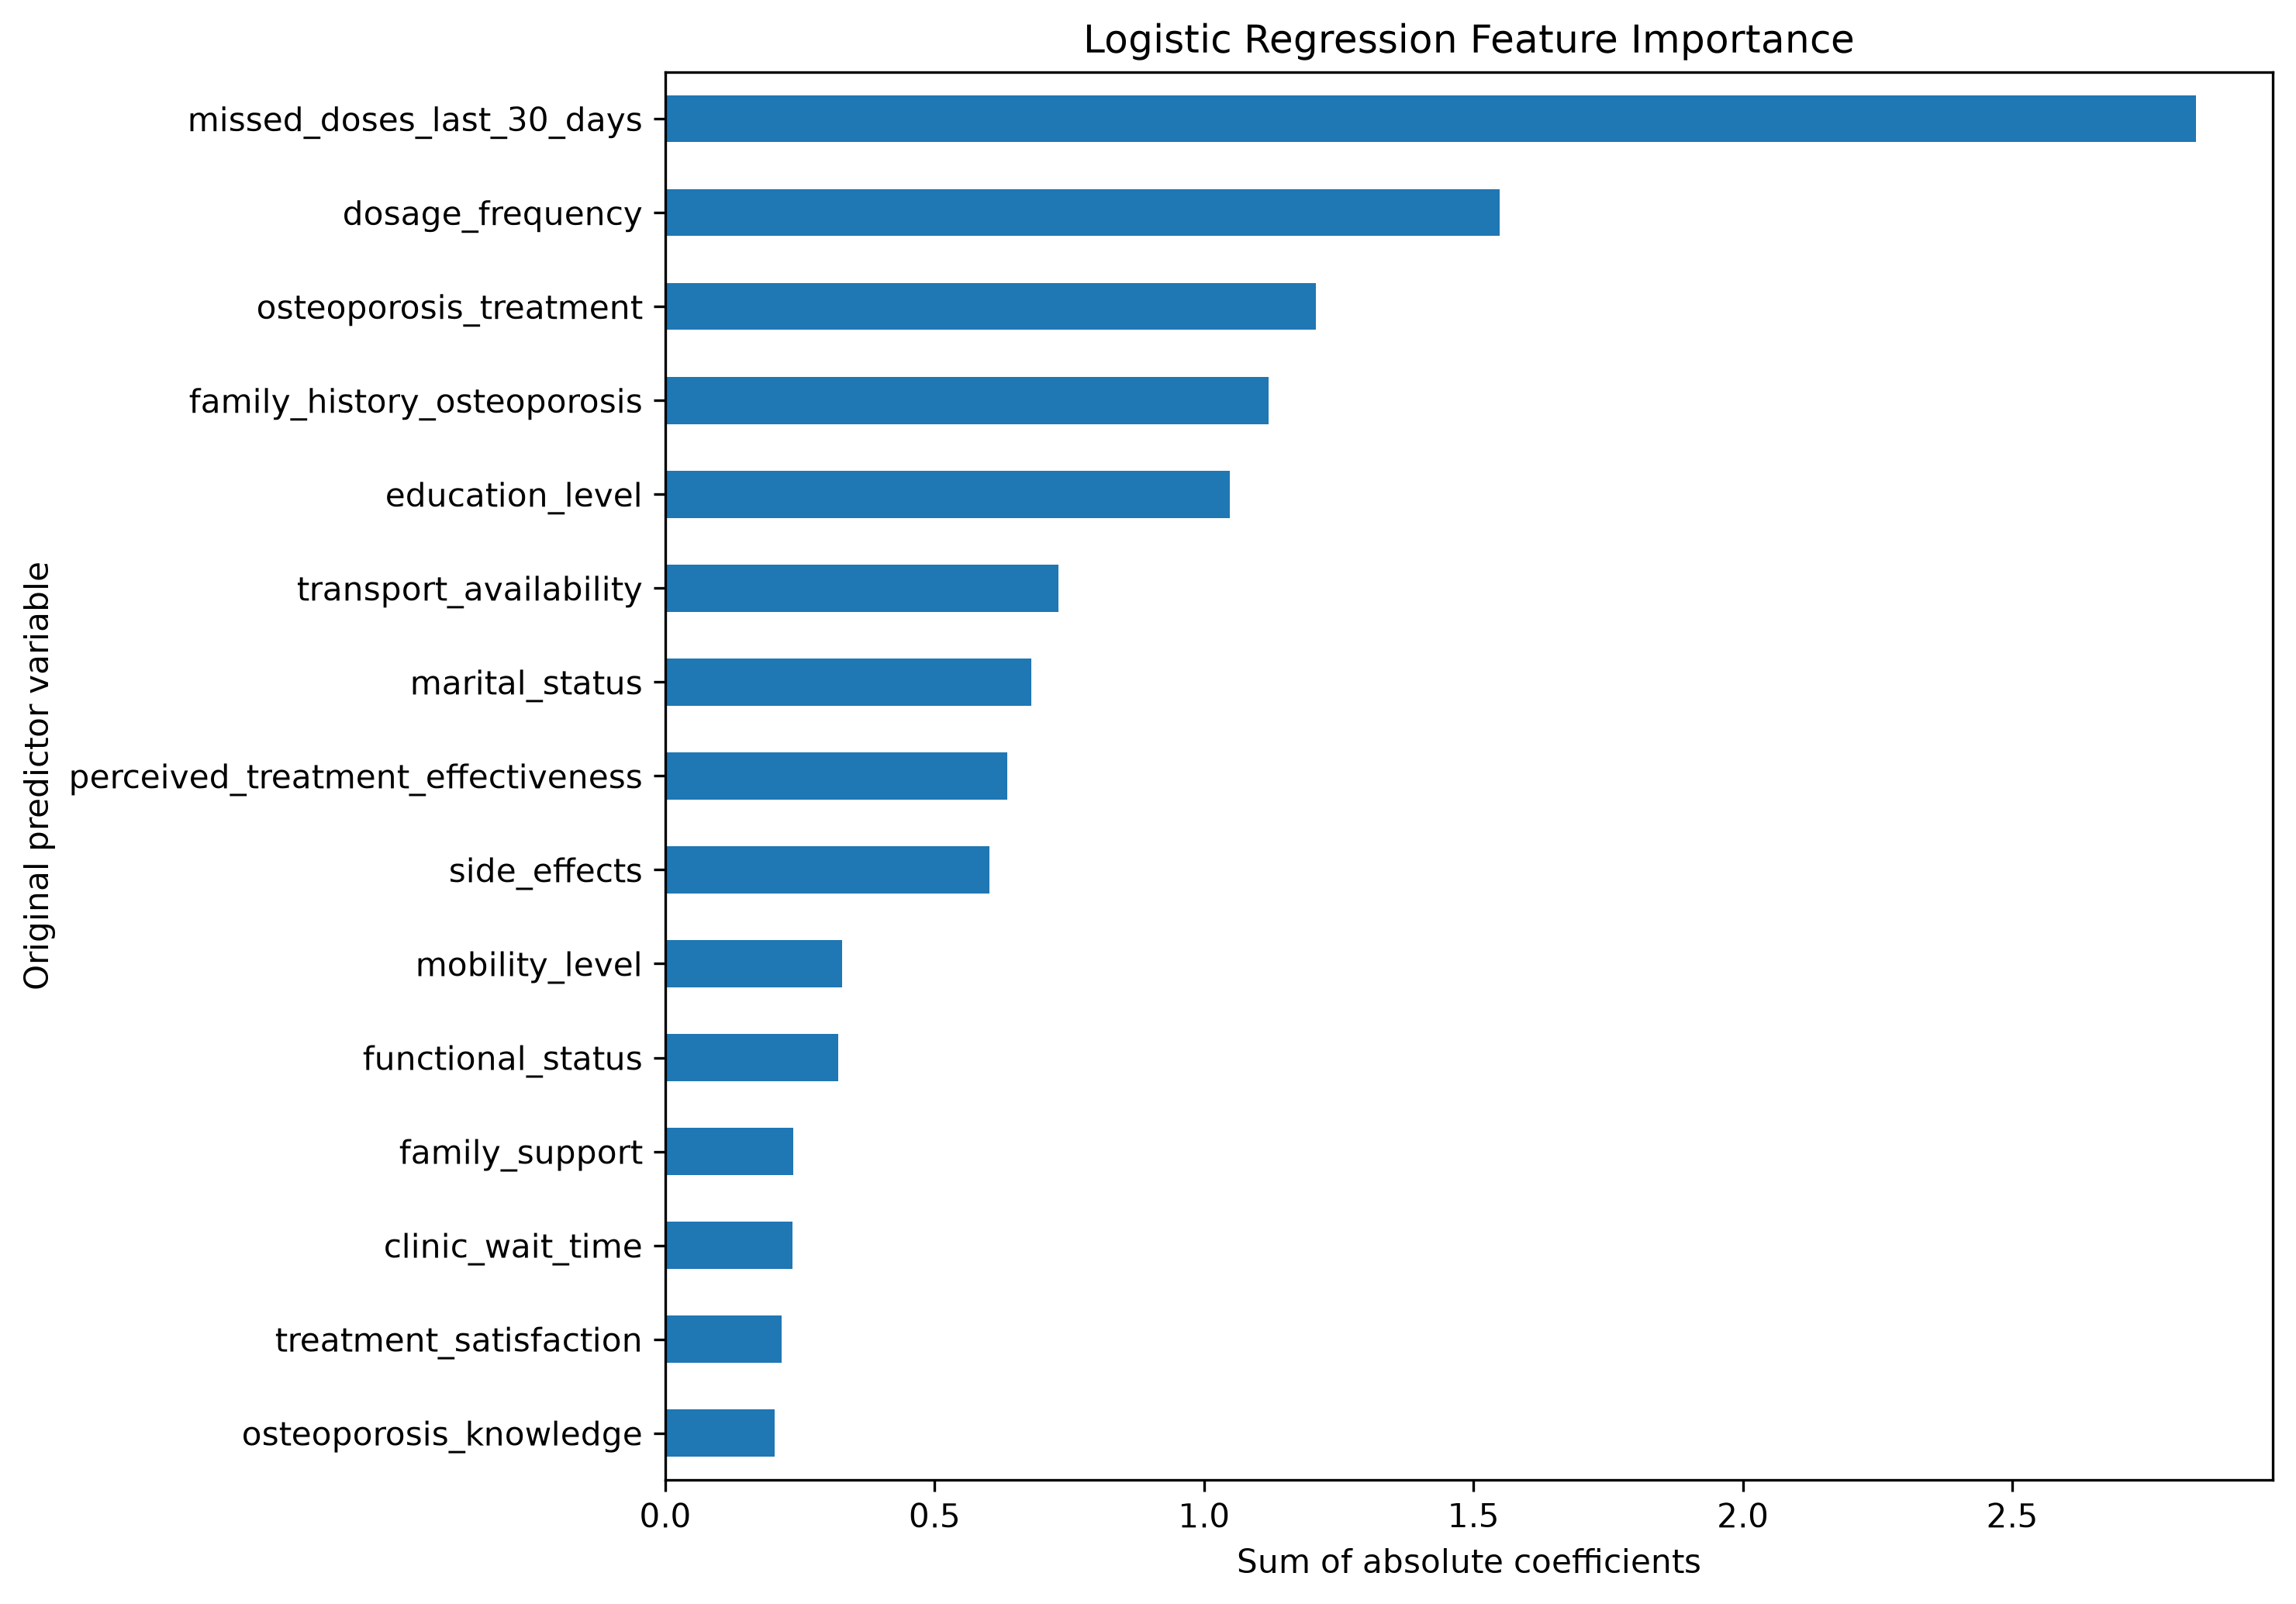 Logistic Regression Feature Importance
Original predictor variable
missed_doses_last_30_days
dosage_frequency
osteoporosis_treatment
family_history_osteoporosis
education_level
transport_availability
marital_status
perceived_treatment_effectiveness
side_effects
mobility_level
functional_status
family_support
clinic_wait_time
treatment_satisfaction
osteoporosis_knowledge
0.0 0.5 1.0 1.5 2.0 2.5
Sum of absolute coefficients